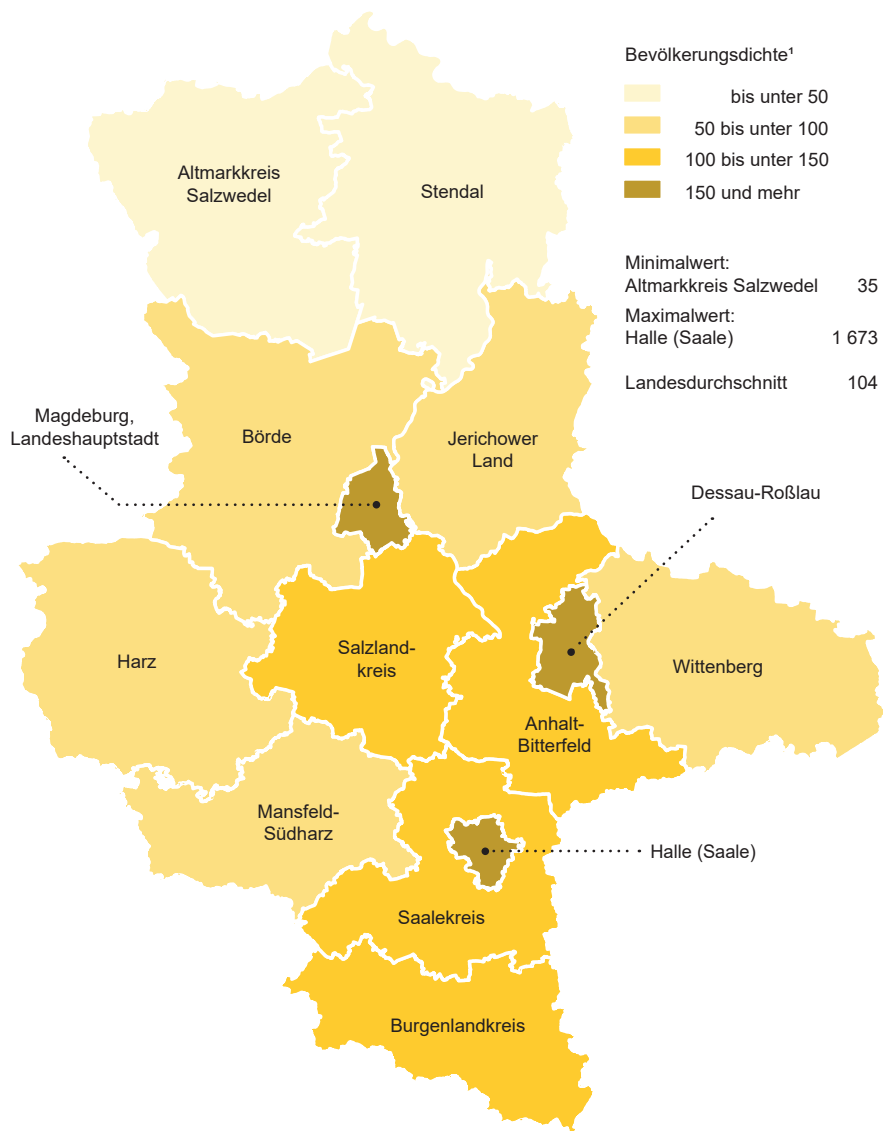 Bevölkerungsdichte¹
bis unter 50
50 bis unter 100
100 bis unter 150
150 und mehr
Minimalwert:
Altmarkkreis Salzwedel 35
Maximalwert:
Halle (Saale) 1 673
Landesdurchschnitt 104
Altmarkkreis
Salzwedel
Stendal
Magdeburg,
Landeshauptstadt
Börde
Jerichower
Land
Dessau-Roßlau
Harz
Salzland-
kreis
Wittenberg
Anhalt-
Bitterfeld
Mansfeld-
Südharz
Halle (Saale)
Saalekreis
Burgenlandkreis